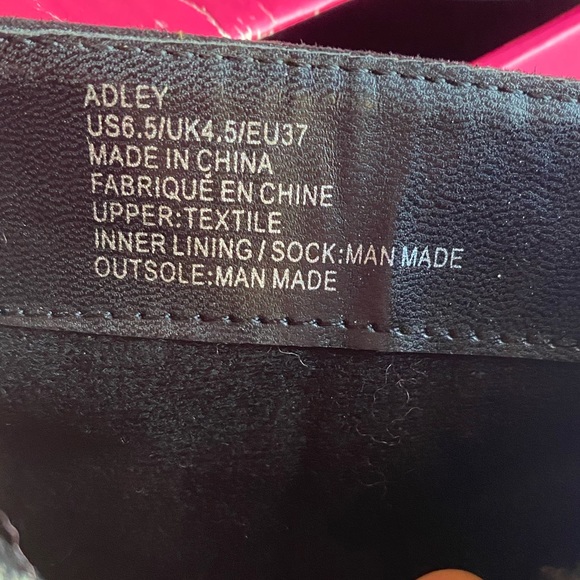 ADLEY
US6.5/UK4.5/EU37
MADE IN CHINA
FABRIQUÉ EN CHINE
UPPER:TEXTILE
INNER LINING / SOCK:MAN MADE
OUTSOLE:MAN MADE